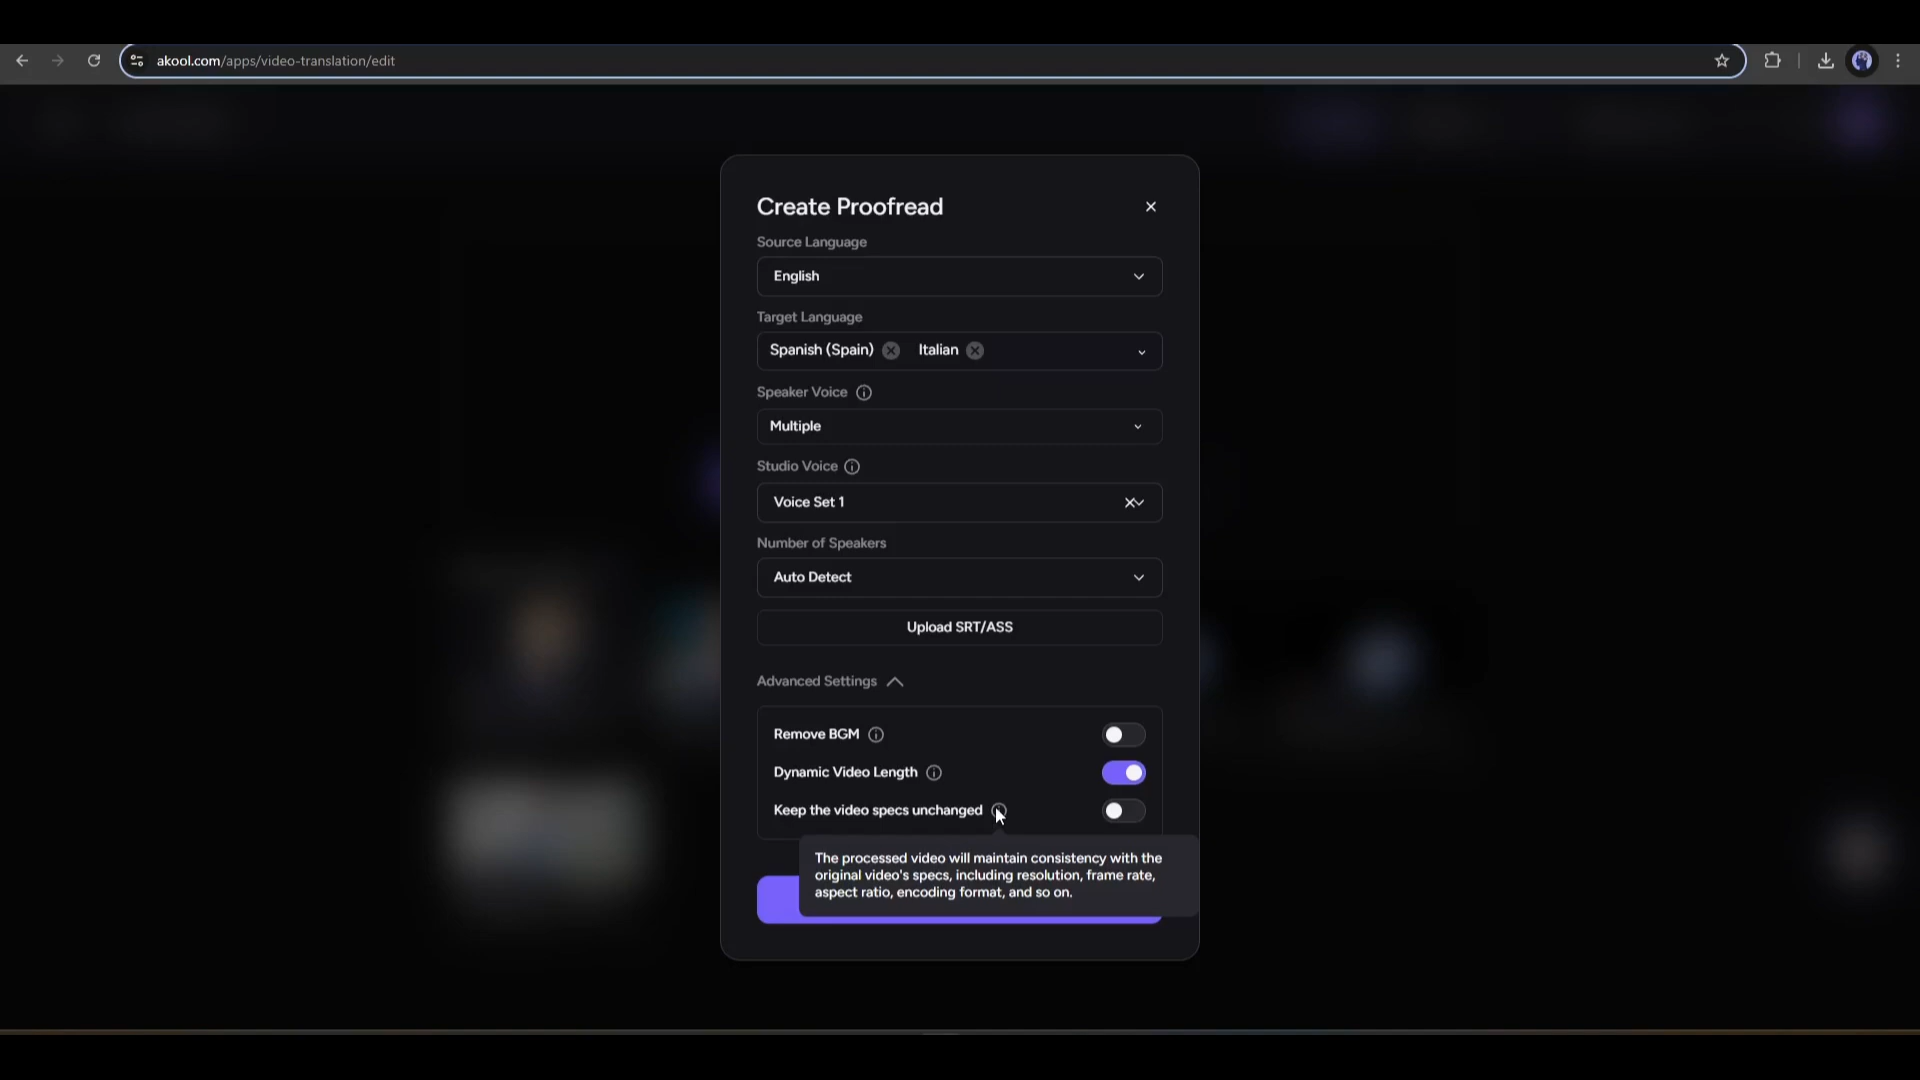 akool.com/apps/video-translation/edit
Create Proofread
Source Language
English
Target Language
Spanish (Spain) Italian
Speaker Voice
Multiple
Studio Voice
Voice Set 1
Number of Speakers
Auto Detect
Upload SRT/ASS
Advanced Settings
Remove BGM
Dynamic Video Length
Keep the video specs unchanged
The processed video will maintain consistency with the
original video's specs, including resolution, frame rate,
aspect ratio, encoding format, and so on.